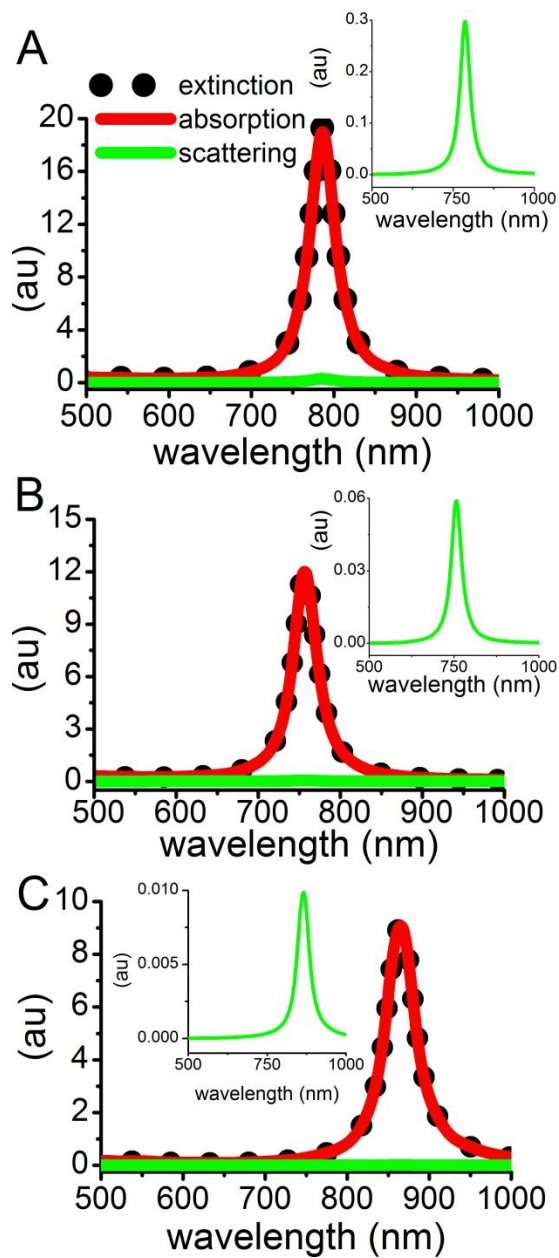 A
extinction
absorption
scattering
(au)
20
16
12
8
4
0
500 600 700 800 900 1000
wavelength (nm)
(au)
0.3
0.2
0.1
0.0
500 750 1000
wavelength (nm)
B
(au)
15
12
9
6
3
0
500 600 700 800 900 1000
wavelength (nm)
(au)
0.06
0.03
0.00
500 750 1000
wavelength (nm)
C
(au)
10
8
6
4
2
0
500 600 700 800 900 1000
wavelength (nm)
(au)
0.010
0.005
0.000
500 750 1000
wavelength (nm)